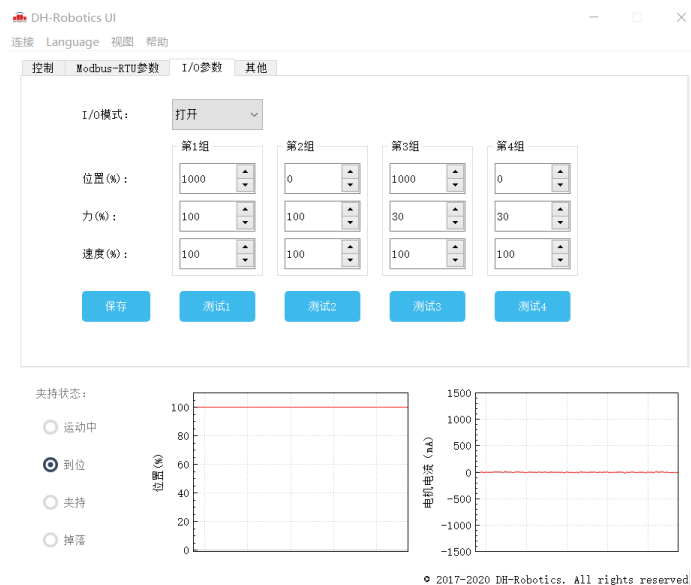 DH-Robotics UI
连接 Language 视图 帮助
控制 Modbus-RTU参数 I/O参数 其他
I/O模式: 打开
第1组 第2组 第3组 第4组
位置(%): 1000 0 1000 0
力(%): 100 100 30 30
速度(%): 100 100 100 100
保存 测试1 测试2 测试3 测试4
夹持状态:
运动中
到位
夹持
掉落
位置(%)
100
80
60
40
20
0
电机电流 (mA)
1500
1000
500
0
-500
-1000
-1500
© 2017-2020 DH-Robotics. All rights reserved